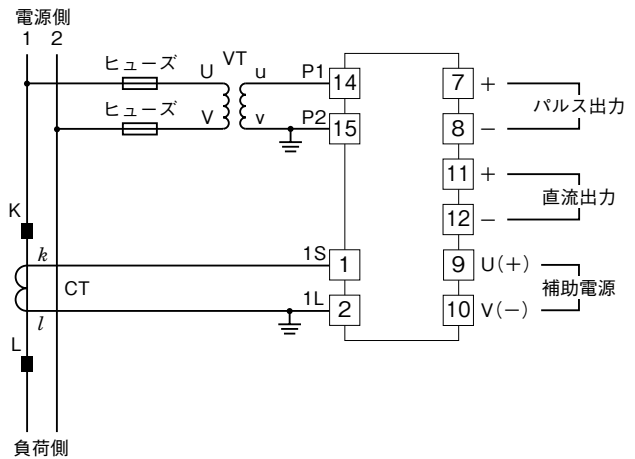 電源側
1 2
ヒューズ U VT u P1 14 7 +
パルス出力
ヒューズ V v P2 15 8 −
11 +
直流出力
12 −
K
k 1S 1 9 U(+)
CT 補助電源
l 1L 2 10 V(−)
L
負荷側